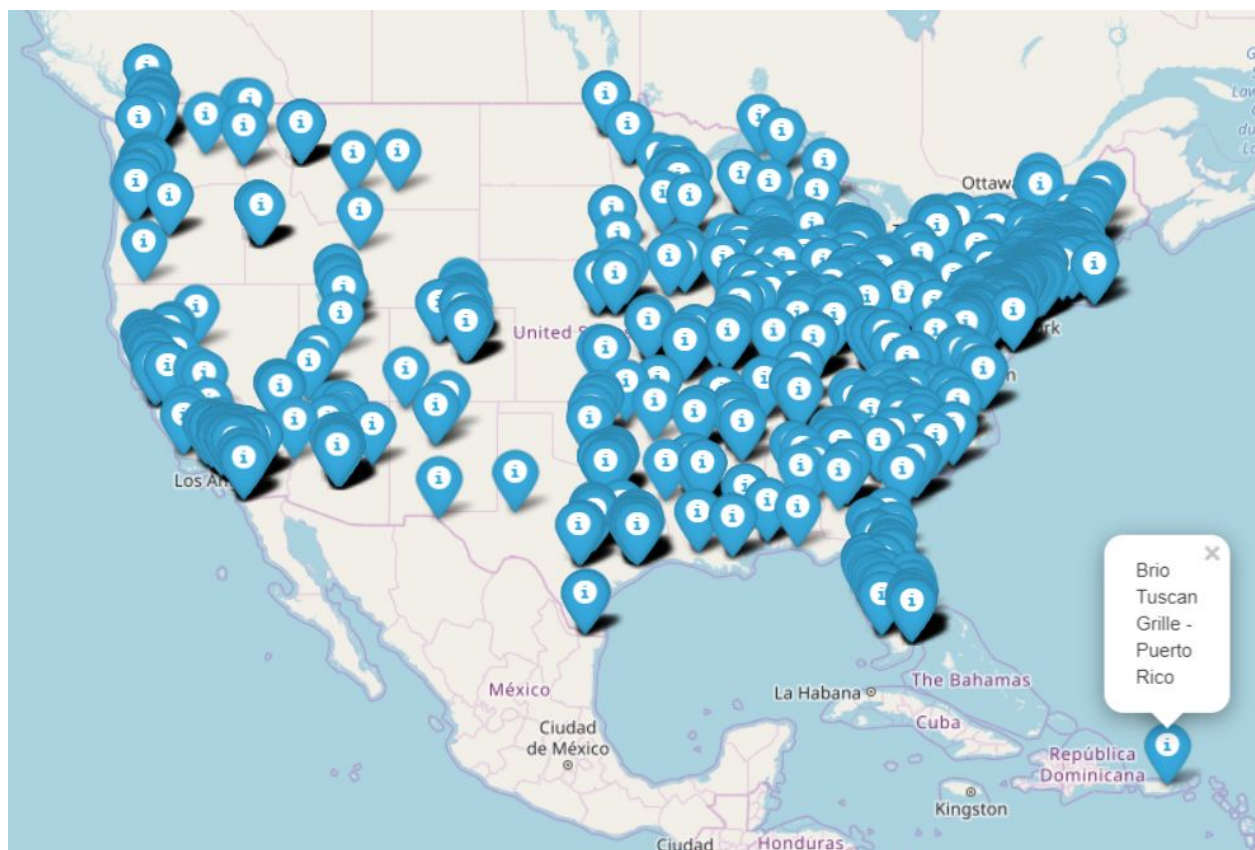 Ottawa
United S
rk
n
Los An
México
Ciudad
de México
La Habana
The Bahamas
Cuba
República
Dominicana
Kingston
Ciudad
Honduras
×
Brio
Tuscan
Grille -
Puerto
Rico